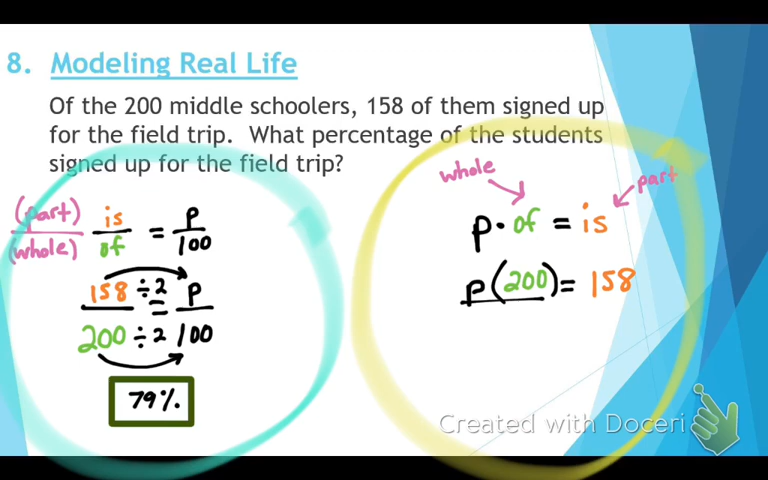 8. Modeling Real Life
Of the 200 middle schoolers, 158 of them signed up
for the field trip. What percentage of the students
signed up for the field trip?
(part) is = p
(whole) of 100
158 ÷2 = p
200 ÷2 100
79%
whole
part
p · of = is
p(200) = 158
Created with Doceri